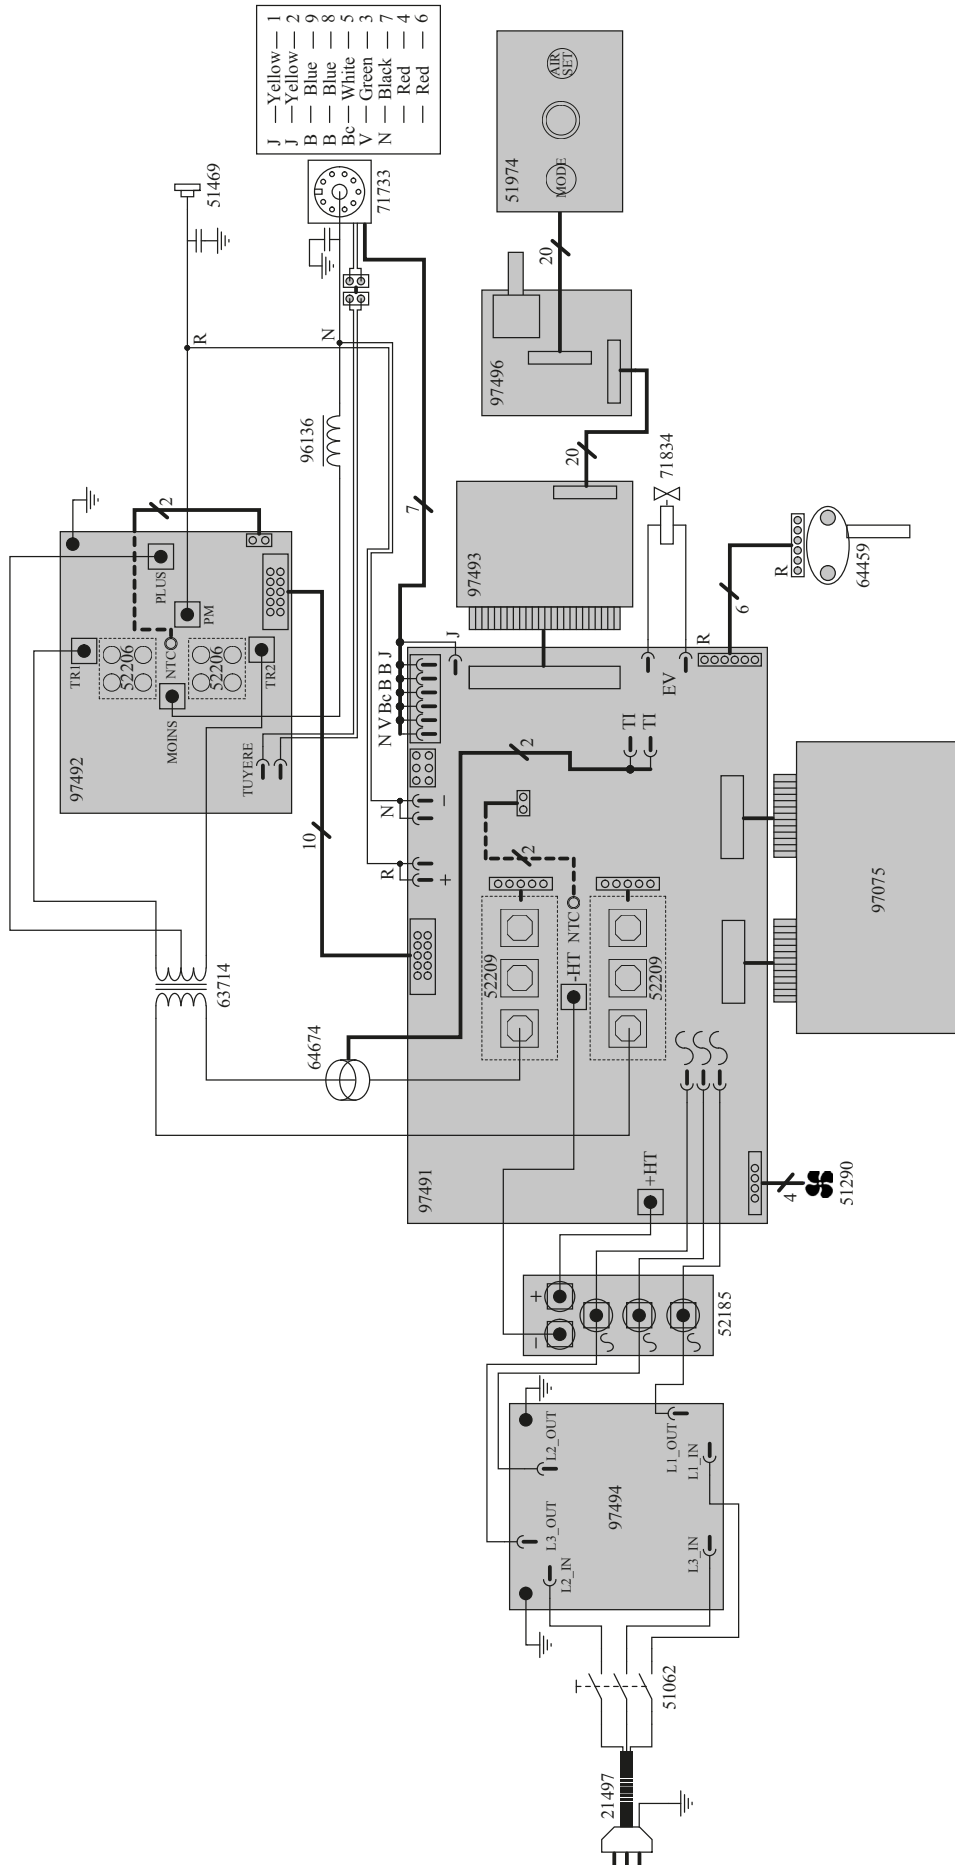 J — Yellow — 1
J — Yellow — 2
B — Blue — 9
B — Blue — 8
Bc — White — 5
V — Green — 3
N — Black — 7
— Red — 4
— Red — 6
51469
71733
R
N
96136
7
51974
MODE
AIR
SET
20
97496
20
97493
71834
64459
R
6
97492
TR1
52206
NTC
52206
TR2
PLUS
PM
MOINS
TUYERE
2
10
63714
64674
97491
N V Bc B B J
J
N
–
R
+
2
TI
TI
EV
R
52209
NTC
2
-HT
52209
+HT
97075
4
51290
52185
+
–
97494
L2_OUT
L3_OUT
L2_IN
L1_OUT
L1_IN
L3_IN
51062
21497